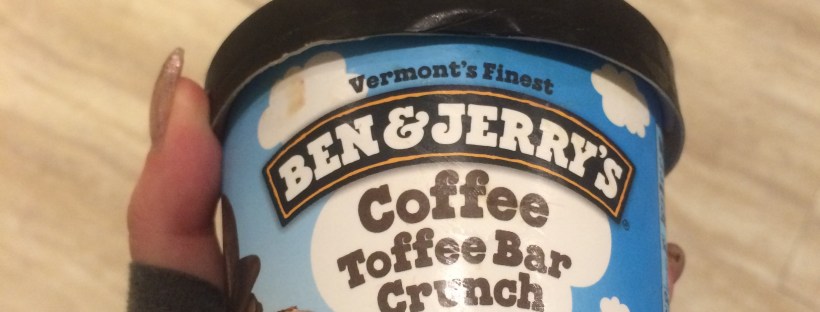 Vermont's Finest
BEN & JERRY'S
Coffee
Toffee Bar
Crunch